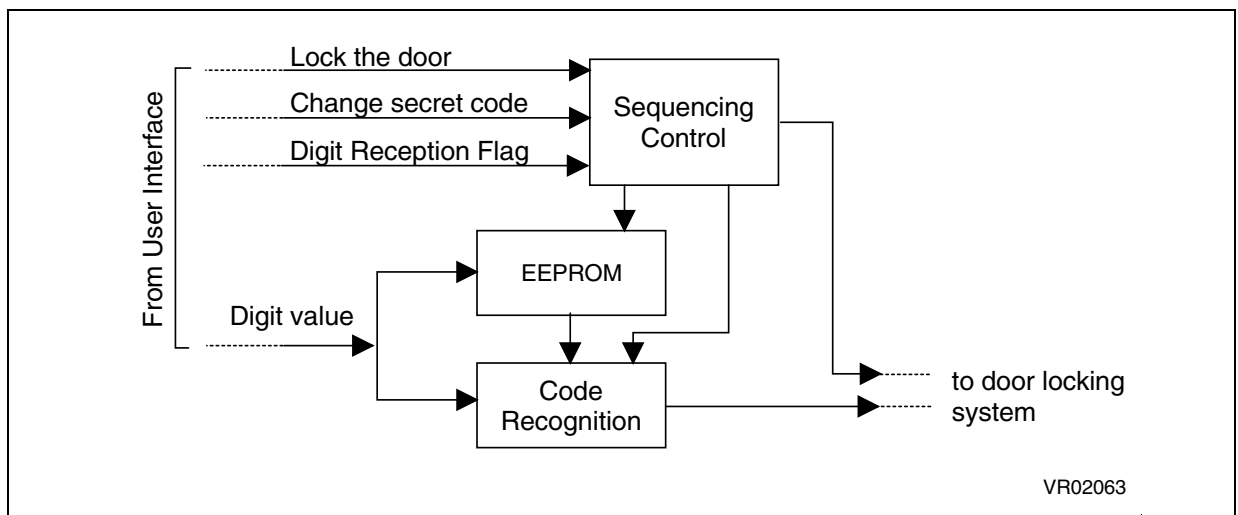 Lock the door
Change secret code
Digit Reception Flag
From User Interface
Sequencing
Control
EEPROM
Digit value
Code
Recognition
to door locking
system
VR02063